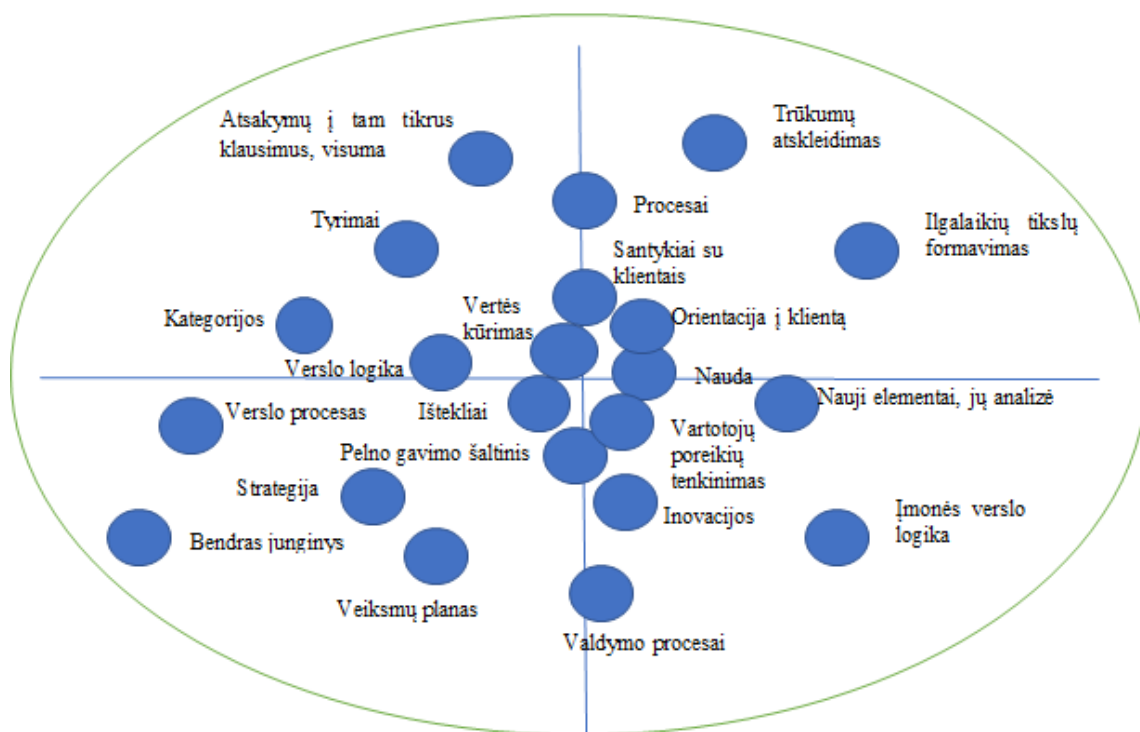 Atsakymų į tam tikrus
klausimus, visuma
Trūkumų
atskleidimas
Procesai
Tyrimai
Ilgalaikių tikslų
formavimas
Santykiai su
klientais
Kategorijos
Vertės
kūrimas
Orientacija į klientą
Verslo logika
Nauda
Nauji elementai, jų analizė
Verslo procesas
Ištekliai
Vartotojų
poreikių
tenkinimas
Pelno gavimo šaltinis
Strategija
Inovacijos
Įmonės verslo
logika
Bendras junginys
Veiksmų planas
Valdymo procesai